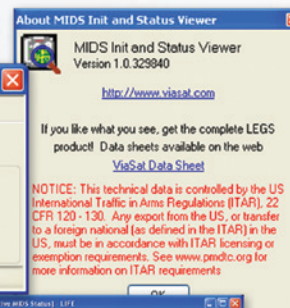 About MIDS Init and Status Viewer
MIDS Init and Status Viewer
Version 1.0.329840
http://www.viasat.com
If you like what you see, get the complete LEGS
product! Data sheets available on the web
ViaSat Data Sheet
NOTICE: This technical data is controlled by the US
International Traffic in Arms Regulations (ITAR), 22
CFR 120 - 130. Any export from the US, or transfer
to a foreign national (as defined in the ITAR) in the
US, must be in accordance with ITAR licensing or
exemption requirements. See www.pmdtc.org for
more information on ITAR requirements
OK
MIDS Status] - LIFE